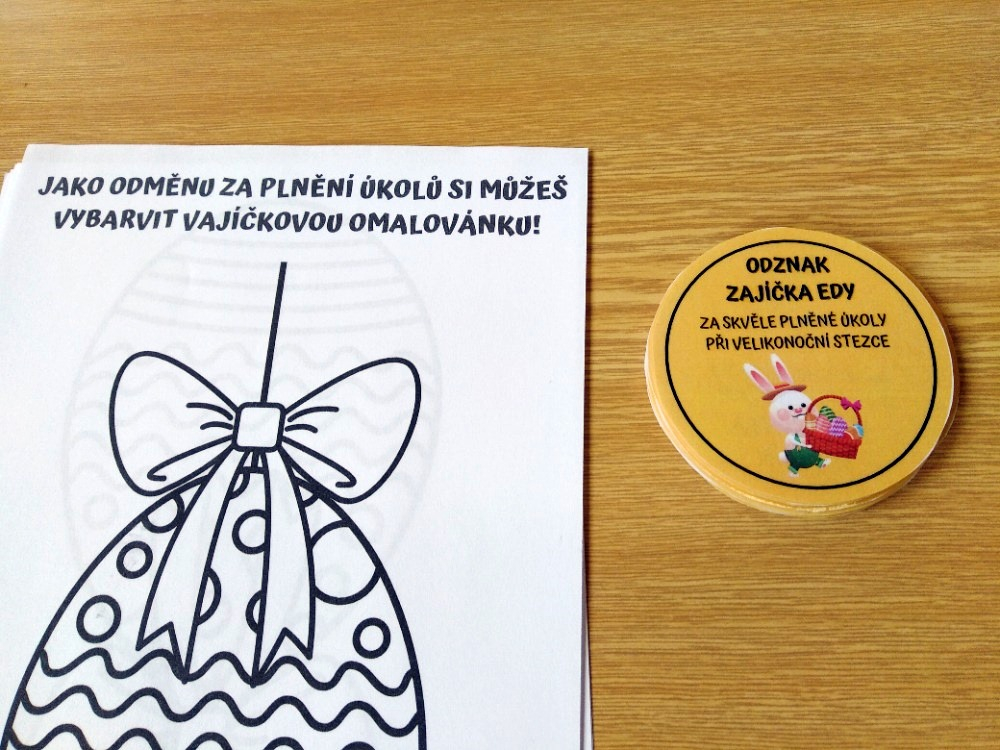 JAKO ODMĚNU ZA PLNĚNÍ ÚKOLŮ SI MŮŽEŠ
VYBARVIT VAJÍČKOVOU OMALOVÁNKU!
ODZNAK
ZAJÍČKA EDY
ZA SKVĚLE PLNĚNÉ ÚKOLY
PŘI VELIKONOČNÍ STEZCE